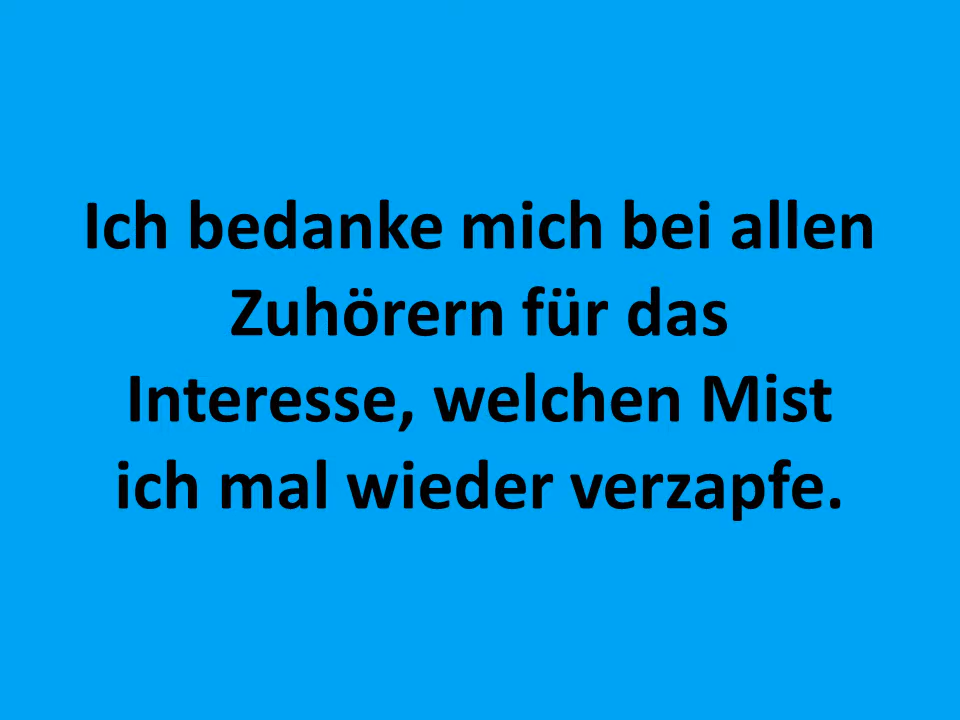 Ich bedanke mich bei allen
Zuhörern für das
Interesse, welchen Mist
ich mal wieder verzapfe.